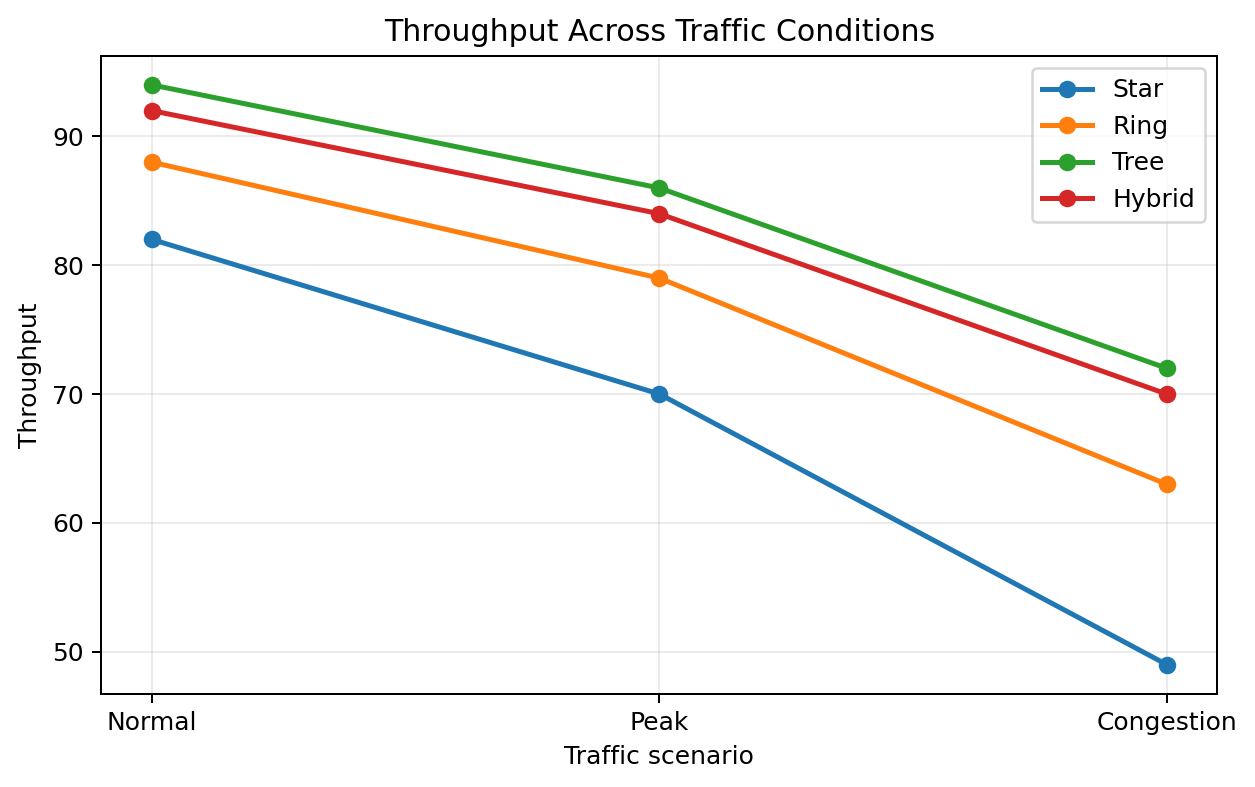 Throughput Across Traffic Conditions
Star
Ring
Tree
Hybrid
Throughput
90
80
70
60
50
Normal
Peak
Congestion
Traffic scenario